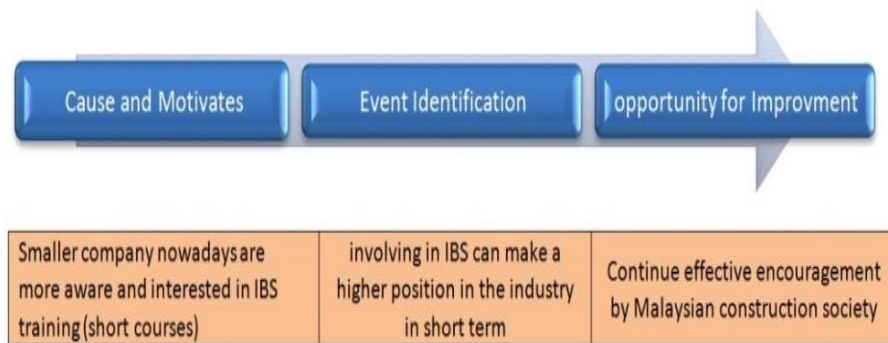 Cause and Motivates
Event Identification
opportunity for Improvment
Smaller company nowadays are
more aware and interested in IBS
training (short courses)
involving in IBS can make a
higher position in the industry
in short term
Continue effective encouragement
by Malaysian construction society